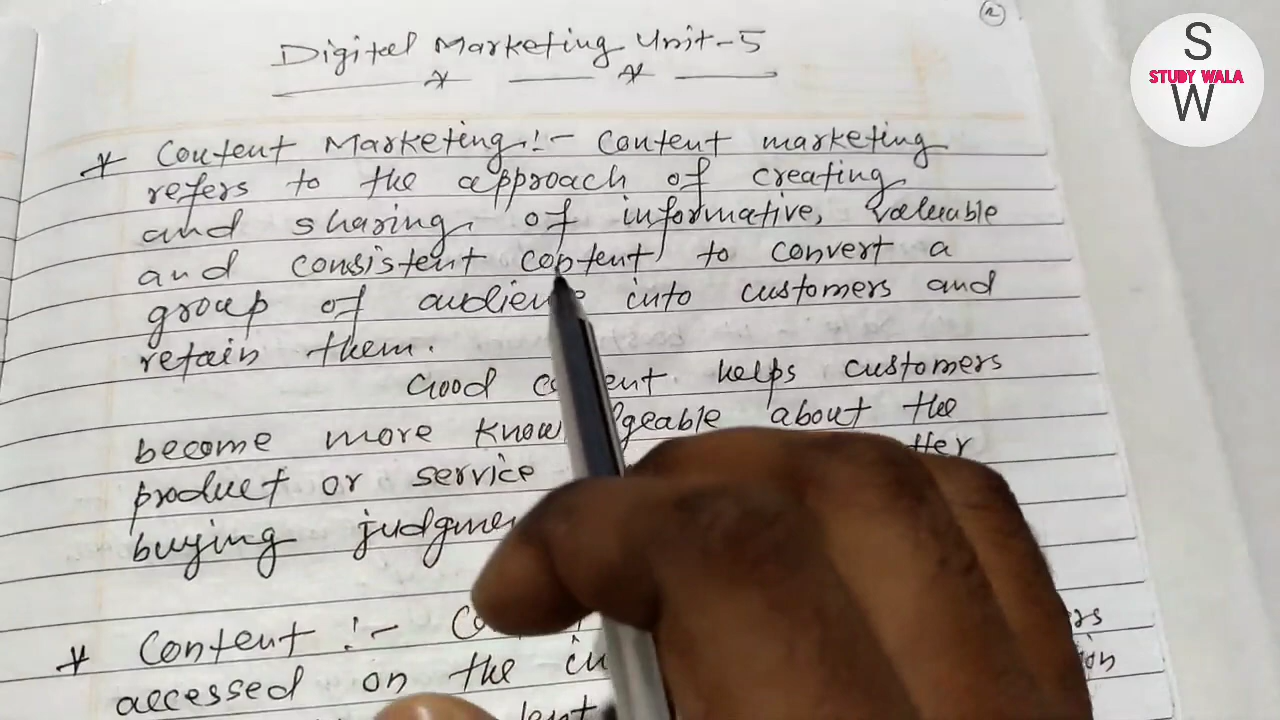 2
Digital Marketing Unit-5
S
STUDY WALA
W
* Content Marketing :- Content marketing
refers to the approach of creating
and sharing of informative, valuable
and consistent content to convert a
group of audience into customers and
retain them.
Good content helps customers
become more knowledgeable about the
product or service
buying
* Content :-
accessed on the